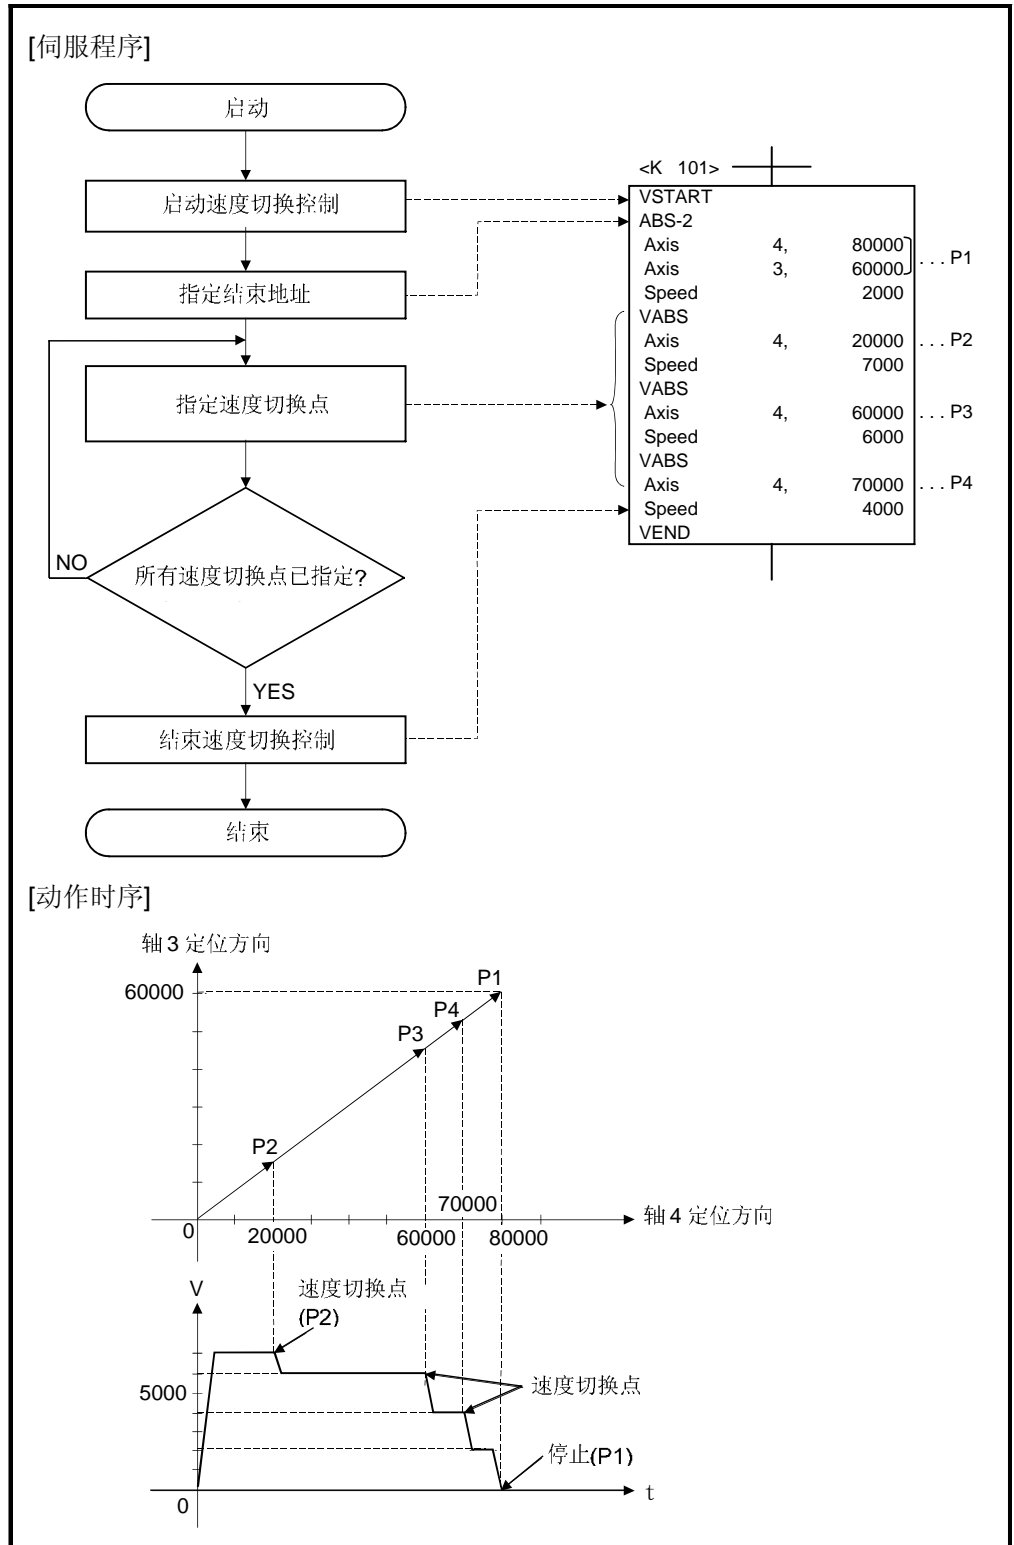 [伺服程序]
启动
启动速度切换控制
指定结束地址
指定速度切换点
NO
所有速度切换点已指定?
YES
结束速度切换控制
结束
<K 101>
VSTART
ABS-2
Axis 4, 80000
Axis 3, 60000
...P1
Speed 2000
VABS
Axis 4, 20000 ...P2
Speed 7000
VABS
Axis 4, 60000 ...P3
Speed 6000
VABS
Axis 4, 70000 ...P4
Speed 4000
VEND
[动作时序]
轴3 定位方向
60000
P1
P4
P3
P2
70000
轴4 定位方向
0
20000
60000
80000
V
速度切换点
(P2)
5000
速度切换点
停止(P1)
0
t